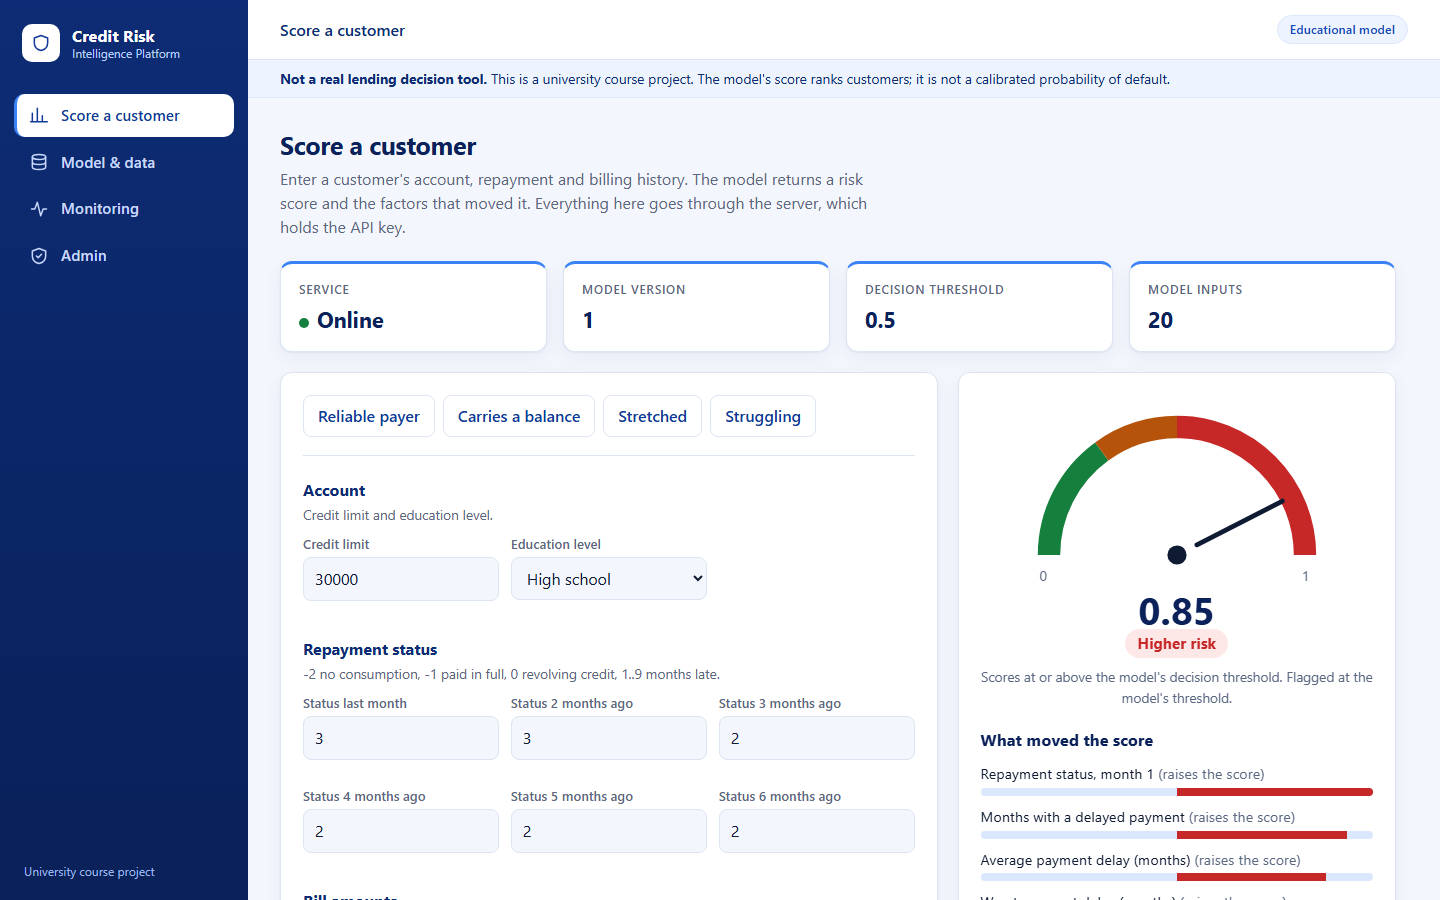 Credit Risk
Intelligence Platform
Score a customer
Model & data
Monitoring
Admin
University course project
Score a customer
Educational model
Not a real lending decision tool. This is a university course project. The model's score ranks customers; it is not a calibrated probability of default.
Score a customer
Enter a customer's account, repayment and billing history. The model returns a risk
score and the factors that moved it. Everything here goes through the server, which
holds the API key.
SERVICE
Online
MODEL VERSION
1
DECISION THRESHOLD
0.5
MODEL INPUTS
20
Reliable payer
Carries a balance
Stretched
Struggling
Account
Credit limit and education level.
Credit limit
Education level
30000
High school
Repayment status
-2 no consumption, -1 paid in full, 0 revolving credit, 1..9 months late.
Status last month
Status 2 months ago
Status 3 months ago
3
3
2
Status 4 months ago
Status 5 months ago
Status 6 months ago
2
2
2
0
1
0.85
Higher risk
Scores at or above the model's decision threshold. Flagged at the
model's threshold.
What moved the score
Repayment status, month 1 (raises the score)
Months with a delayed payment (raises the score)
Average payment delay (months) (raises the score)